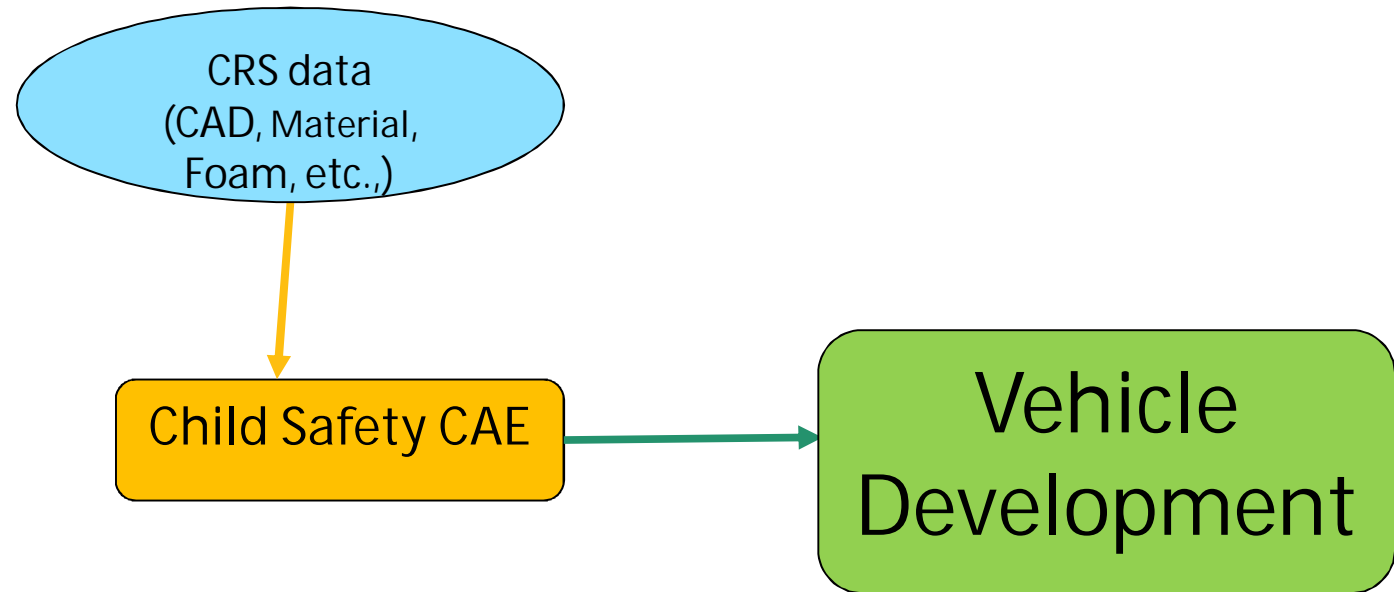 CRS data
(CAD, Material,
Foam, etc.,)
Child Safety CAE
Vehicle
Development